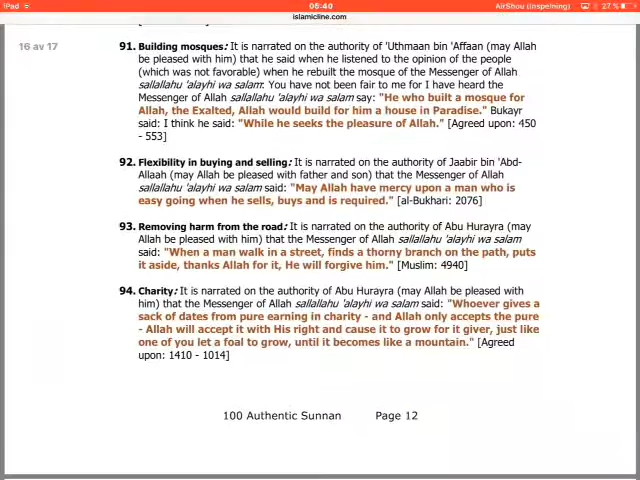 iPad
05:40
AirShou (Inspelning)
27 %
islamicline.com
16 av 17
91. Building mosques: It is narrated on the authority of 'Uthmaan bin 'Affaan (may Allah
be pleased with him) that he said when he listened to the opinion of the people
(which was not favorable) when he rebuilt the mosque of the Messenger of Allah
sallallahu 'alayhi wa salam: You have not been fair to me for I have heard the
Messenger of Allah sallallahu 'alayhi wa salam say: "He who built a mosque for
Allah, the Exalted, Allah would build for him a house in Paradise." Bukayr
said: I think he said: "While he seeks the pleasure of Allah." [Agreed upon: 450
- 553]
92. Flexibility in buying and selling: It is narrated on the authority of Jaabir bin 'Abd-
Allaah (may Allah be pleased with father and son) that the Messenger of Allah
sallallahu 'alayhi wa salam said: "May Allah have mercy upon a man who is
easy going when he sells, buys and is required." [al-Bukhari: 2076]
93. Removing harm from the road: It is narrated on the authority of Abu Hurayra (may
Allah be pleased with him) that the Messenger of Allah sallallahu 'alayhi wa salam
said: "When a man walk in a street, finds a thorny branch on the path, puts
it aside, thanks Allah for it, He will forgive him." [Muslim: 4940]
94. Charity: It is narrated on the authority of Abu Hurayra (may Allah be pleased with
him) that the Messenger of Allah sallallahu 'alayhi wa salam said: "Whoever gives a
sack of dates from pure earning in charity - and Allah only accepts the pure
- Allah will accept it with His right and cause it to grow for it giver, just like
one of you let a foal to grow, until it becomes like a mountain." [Agreed
upon: 1410 - 1014]
100 Authentic Sunnan Page 12